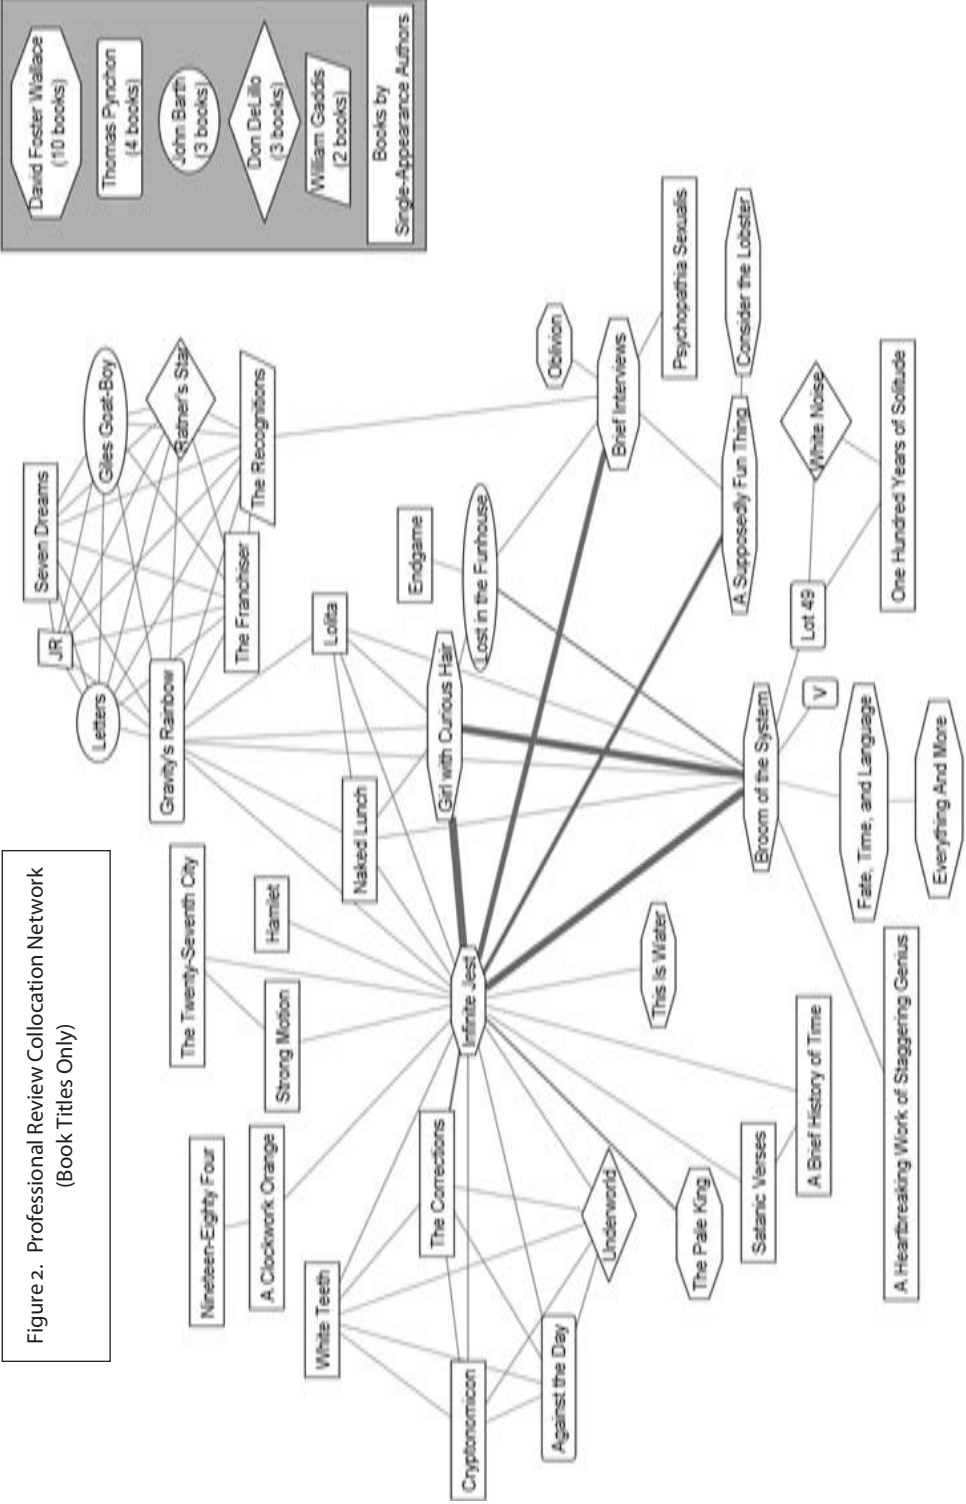 Figure 2. Professional Review Collocation Network
(Book Titles Only)
David Foster Wallace
(10 books)
Thomas Pynchon
(4 books)
John Barth
(3 books)
Don DeLillo
(3 books)
William Gaddis
(2 books)
Books by
Single-Appearance Authors
Seven Dreams
JR
Letters
Giles Goat-Boy
Ratner's Star
The Recognitions
The Franchiser
Gravity's Rainbow
Lolita
Endgame
Lost in the Funhouse
Girl with Curious Hair
Naked Lunch
Oblivion
Brief Interviews
Psychopathia Sexualis
Consider the Lobster
A Supposedly Fun Thing
White Noise
One Hundred Years of Solitude
Lot 49
V
Broom of the System
Fate, Time, and Language
Everything And More
A Heartbreaking Work of Staggering Genius
The Twenty-Seventh City
Hamlet
Strong Motion
Infinite Jest
This Is Water
A Brief History of Time
Satanic Verses
The Pale King
Underworld
Nineteen-Eighty Four
A Clockwork Orange
The Corrections
White Teeth
Cryptonomicon
Against the Day